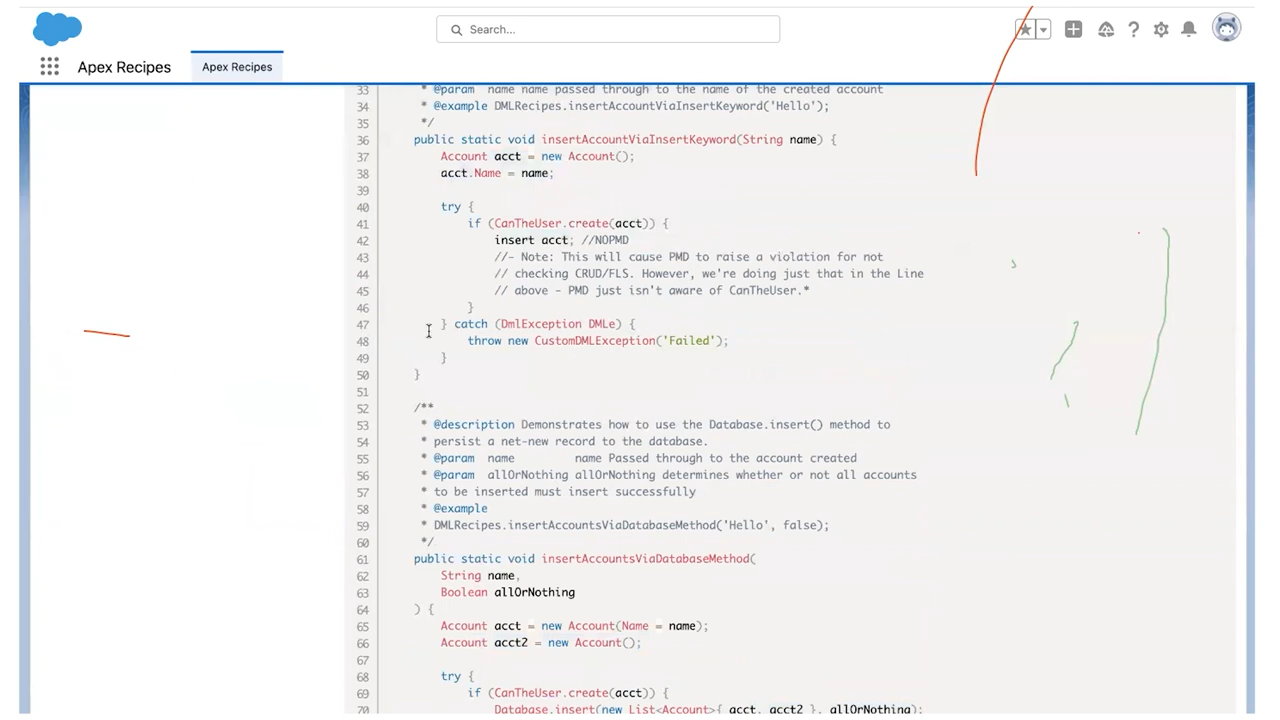 Search...
Apex Recipes
Apex Recipes
33 * @param name name passed through to the name of the created account
34 * @example DMLRecipes.insertAccountViaInsertKeyword('Hello');
35 */
36 public static void insertAccountViaInsertKeyword(String name) {
37 Account acct = new Account();
38 acct.Name = name;
39
40 try {
41 if (CanTheUser.create(acct)) {
42 insert acct; //NOPMD
43 //- Note: This will cause PMD to raise a violation for not
44 // checking CRUD/FLS. However, we're doing just that in the Line
45 // above - PMD just isn't aware of CanTheUser.*
46 }
47 } catch (DmlException DMLe) {
48 throw new CustomDMLException('Failed');
49 }
50 }
51
52 /**
53 * @description Demonstrates how to use the Database.insert() method to
54 * persist a net-new record to the database.
55 * @param name name Passed through to the account created
56 * @param allOrNothing allOrNothing determines whether or not all accounts
57 * to be inserted must insert successfully
58 * @example
59 * DMLRecipes.insertAccountsViaDatabaseMethod('Hello', false);
60 */
61 public static void insertAccountsViaDatabaseMethod(
62 String name,
63 Boolean allOrNothing
64 ) {
65 Account acct = new Account(Name = name);
66 Account acct2 = new Account();
67
68 try {
69 if (CanTheUser.create(acct)) {
70 Database.insert(new List<Account>{ acct, acct2 }, allOrNothing);